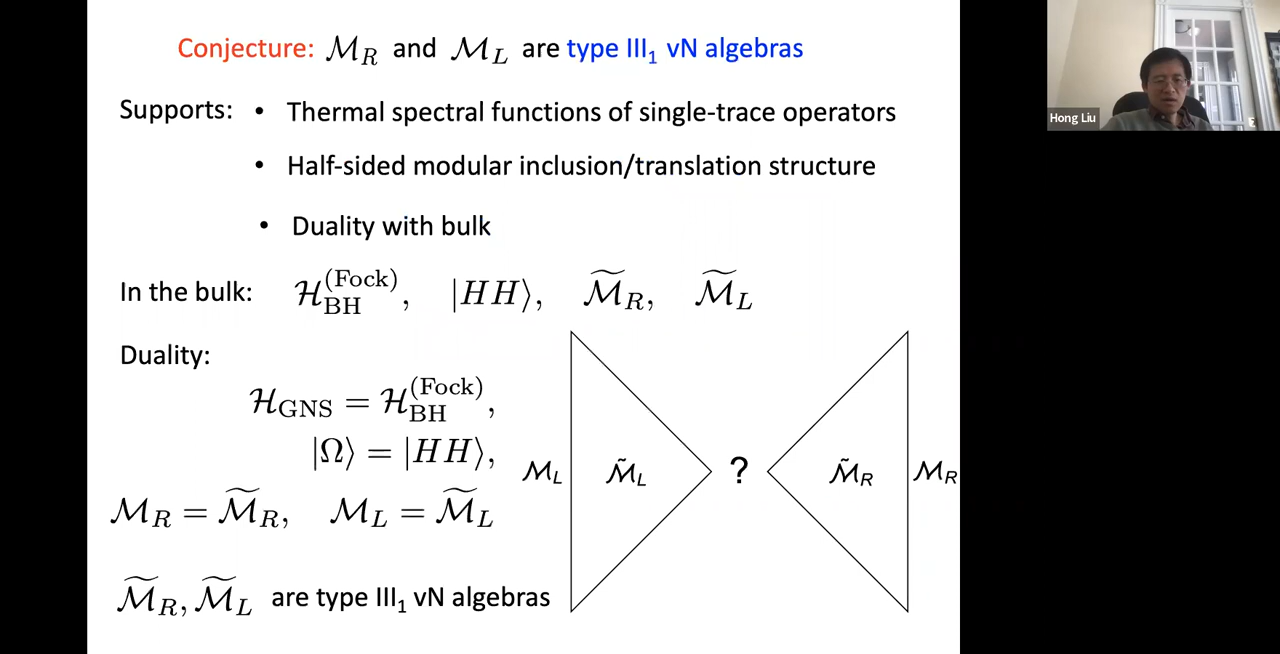 Conjecture: ℳ_R and ℳ_L are type III₁ vN algebras
Supports: • Thermal spectral functions of single-trace operators
• Half-sided modular inclusion/translation structure
• Duality with bulk
In the bulk: ℋ_BH^(Fock), |HH⟩, ℳ̃_R, ℳ̃_L
Duality:
ℋ_GNS = ℋ_BH^(Fock),
|Ω⟩ = |HH⟩,
ℳ_R = ℳ̃_R, ℳ_L = ℳ̃_L
ℳ_L ℳ̃_L ? ℳ̃_R ℳ_R
ℳ̃_R, ℳ̃_L are type III₁ vN algebras
Hong Liu